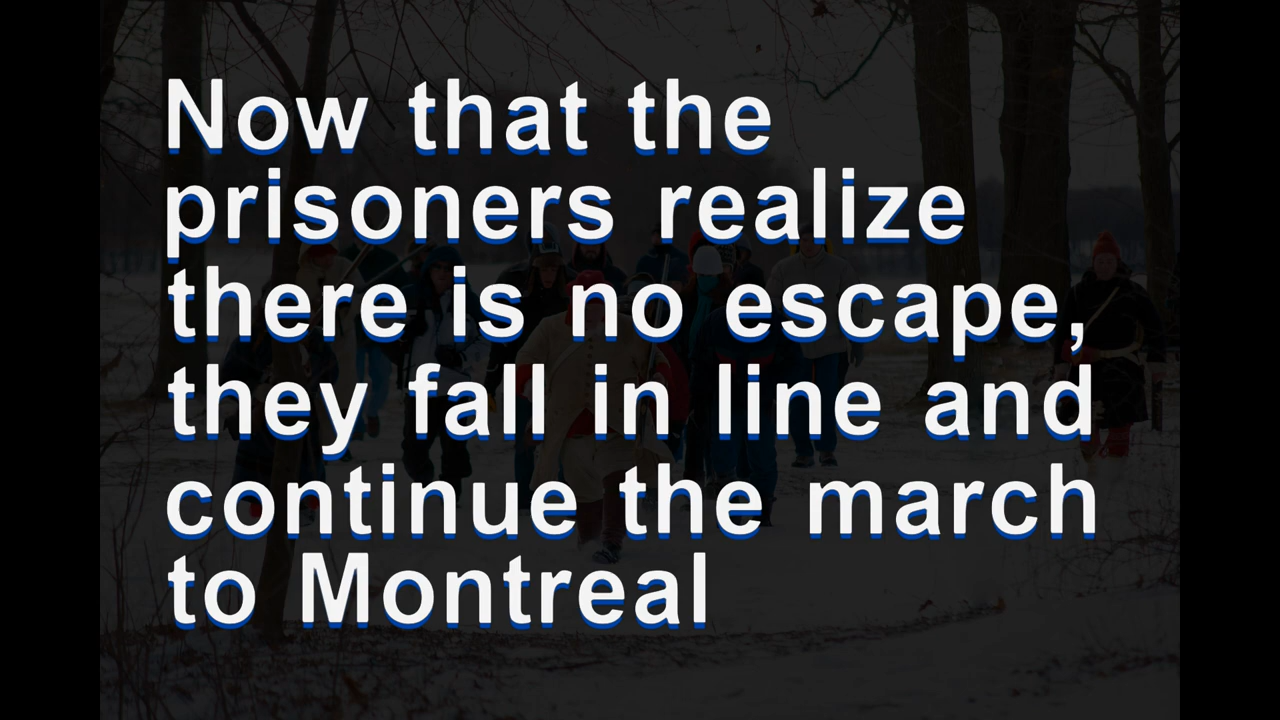 Now that the
prisoners realize
there is no escape,
they fall in line and
continue the march
to Montreal